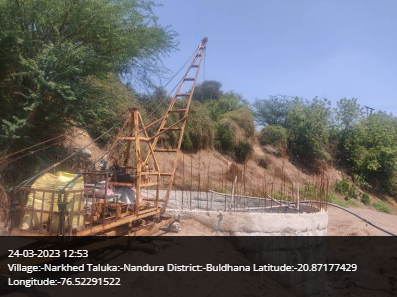 24-03-2023 12:53
Village:-Narkhed Taluka:-Nandura District:-Buldhana Latitude:-20.87177429
Longitude:-76.52291522